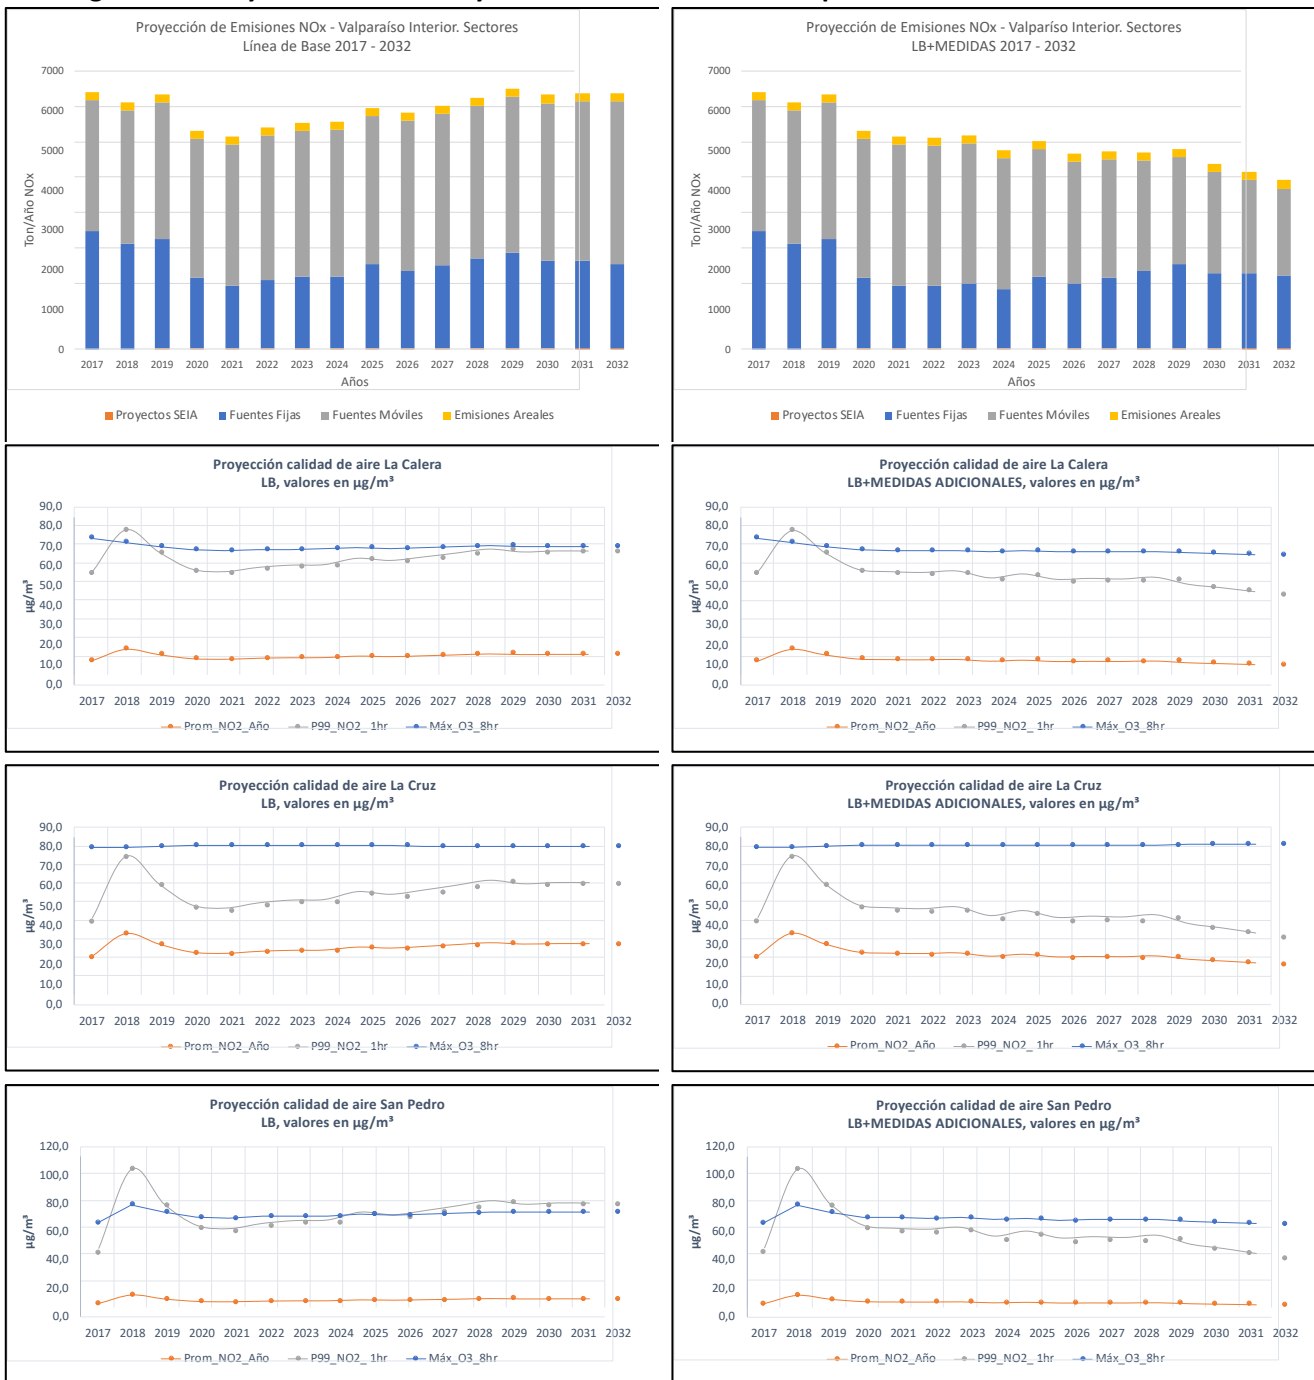 Proyección de Emisiones NOx - Valparaíso Interior. Sectores
Línea de Base 2017 - 2032
7000
6000
5000
4000
3000
2000
1000
0
Ton/Año NOx
2017 2018 2019 2020 2021 2022 2023 2024 2025 2026 2027 2028 2029 2030 2031 2032
Años
Proyectos SEIA Fuentes Fijas Fuentes Móviles Emisiones Areales
Proyección de Emisiones NOx - Valparíso Interior. Sectores
LB+MEDIDAS 2017 - 2032
7000
6000
5000
4000
3000
2000
1000
0
Ton/Año NOx
2017 2018 2019 2020 2021 2022 2023 2024 2025 2026 2027 2028 2029 2030 2031 2032
Años
Proyectos SEIA Fuentes Fijas Fuentes Móviles Emisiones Areales
Proyección calidad de aire La Calera
LB, valores en µg/m³
90,0
80,0
70,0
60,0
50,0
40,0
30,0
20,0
10,0
0,0
µg/m³
2017 2018 2019 2020 2021 2022 2023 2024 2025 2026 2027 2028 2029 2030 2031 2032
Prom_NO2_Año P99_NO2_ 1hr Máx_O3_8hr
Proyección calidad de aire La Calera
LB+MEDIDAS ADICIONALES, valores en µg/m³
90,0
80,0
70,0
60,0
50,0
40,0
30,0
20,0
10,0
0,0
µg/m³
2017 2018 2019 2020 2021 2022 2023 2024 2025 2026 2027 2028 2029 2030 2031 2032
Prom_NO2_Año P99_NO2_ 1hr Máx_O3_8hr
Proyección calidad de aire La Cruz
LB, valores en µg/m³
90,0
80,0
70,0
60,0
50,0
40,0
30,0
20,0
10,0
0,0
µg/m³
2017 2018 2019 2020 2021 2022 2023 2024 2025 2026 2027 2028 2029 2030 2031 2032
Prom_NO2_Año P99_NO2_ 1hr Máx_O3_8hr
Proyección calidad de aire La Cruz
LB+MEDIDAS ADICIONALES, valores en µg/m³
90,0
80,0
70,0
60,0
50,0
40,0
30,0
20,0
10,0
0,0
µg/m³
2017 2018 2019 2020 2021 2022 2023 2024 2025 2026 2027 2028 2029 2030 2031 2032
Prom_NO2_Año P99_NO2_ 1hr Máx_O3_8hr
Proyección calidad de aire San Pedro
LB, valores en µg/m³
120,0
100,0
80,0
60,0
40,0
20,0
0,0
µg/m³
2017 2018 2019 2020 2021 2022 2023 2024 2025 2026 2027 2028 2029 2030 2031 2032
Prom_NO2_Año P99_NO2_ 1hr Máx_O3_8hr
Proyección calidad de aire San Pedro
LB+MEDIDAS ADICIONALES, valores en µg/m³
120,0
100,0
80,0
60,0
40,0
20,0
0,0
µg/m³
2017 2018 2019 2020 2021 2022 2023 2024 2025 2026 2027 2028 2029 2030 2031 2032
Prom_NO2_Año P99_NO2_ 1hr Máx_O3_8hr